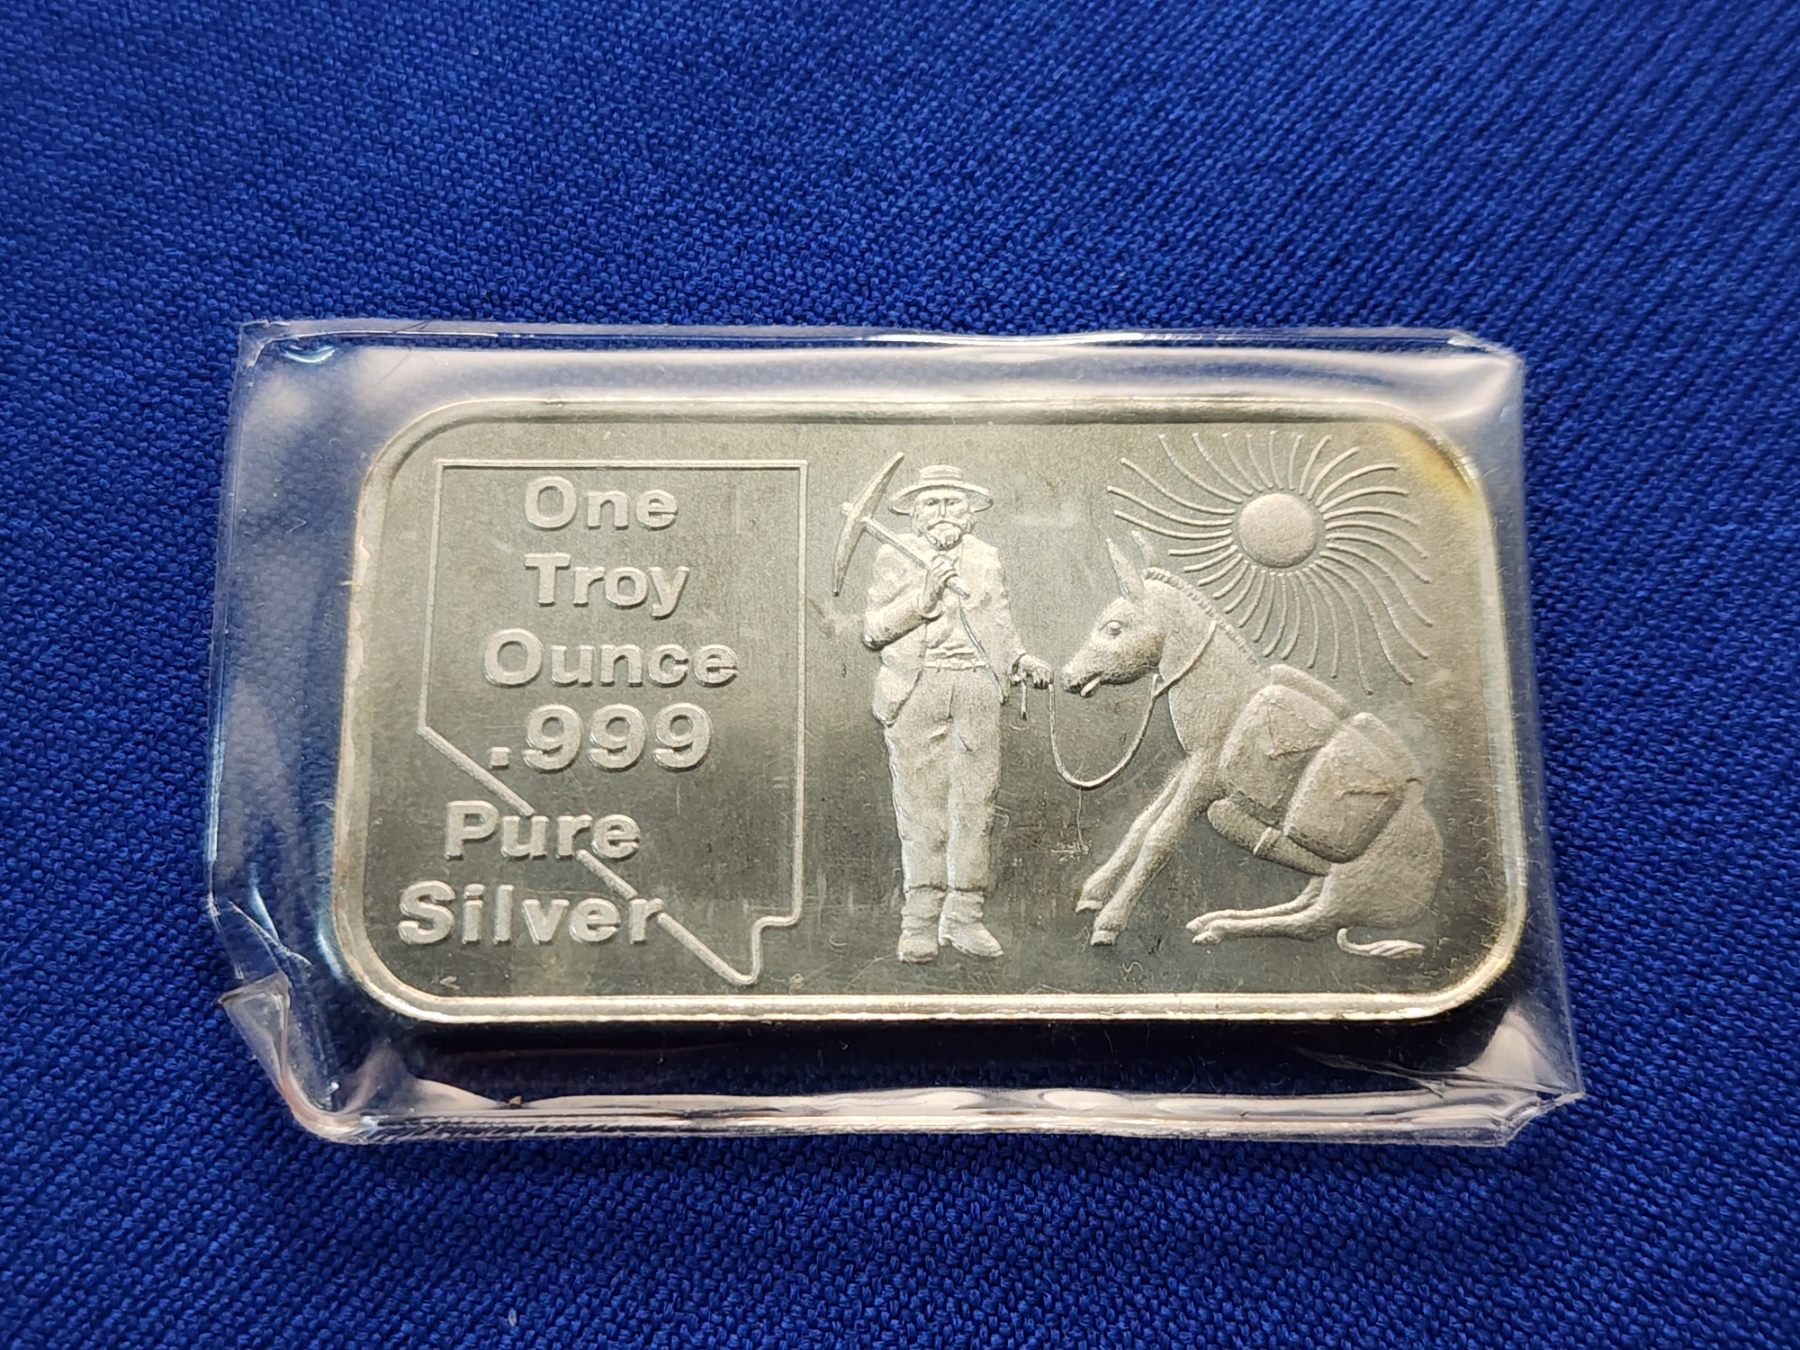 One
Troy
Ounce
.999
Pure
Silver